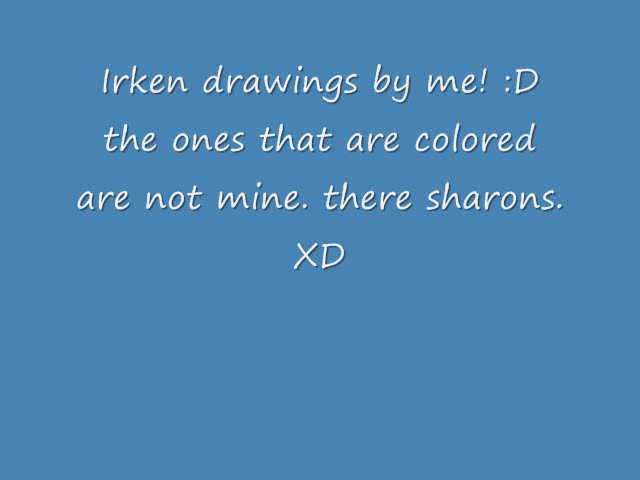 Irken drawings by me! :D
the ones that are colored
are not mine. there sharons.
XD